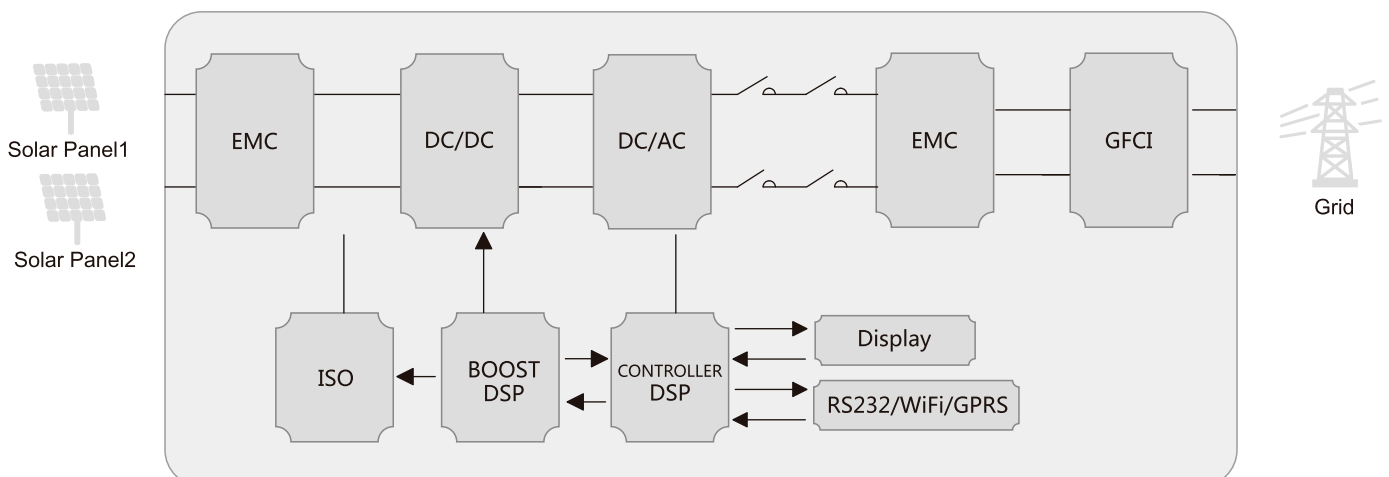 Solar Panel1
Solar Panel2
EMC
DC/DC
DC/AC
EMC
GFCI
Grid
ISO
BOOST
DSP
CONTROLLER
DSP
Display
RS232/WiFi/GPRS